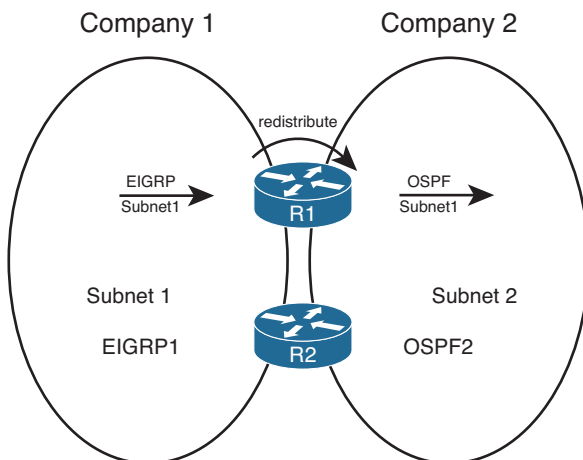 Company 1
Company 2
redistribute
EIGRP
Subnet1
R1
OSPF
Subnet1
Subnet 1
Subnet 2
EIGRP1
R2
OSPF2